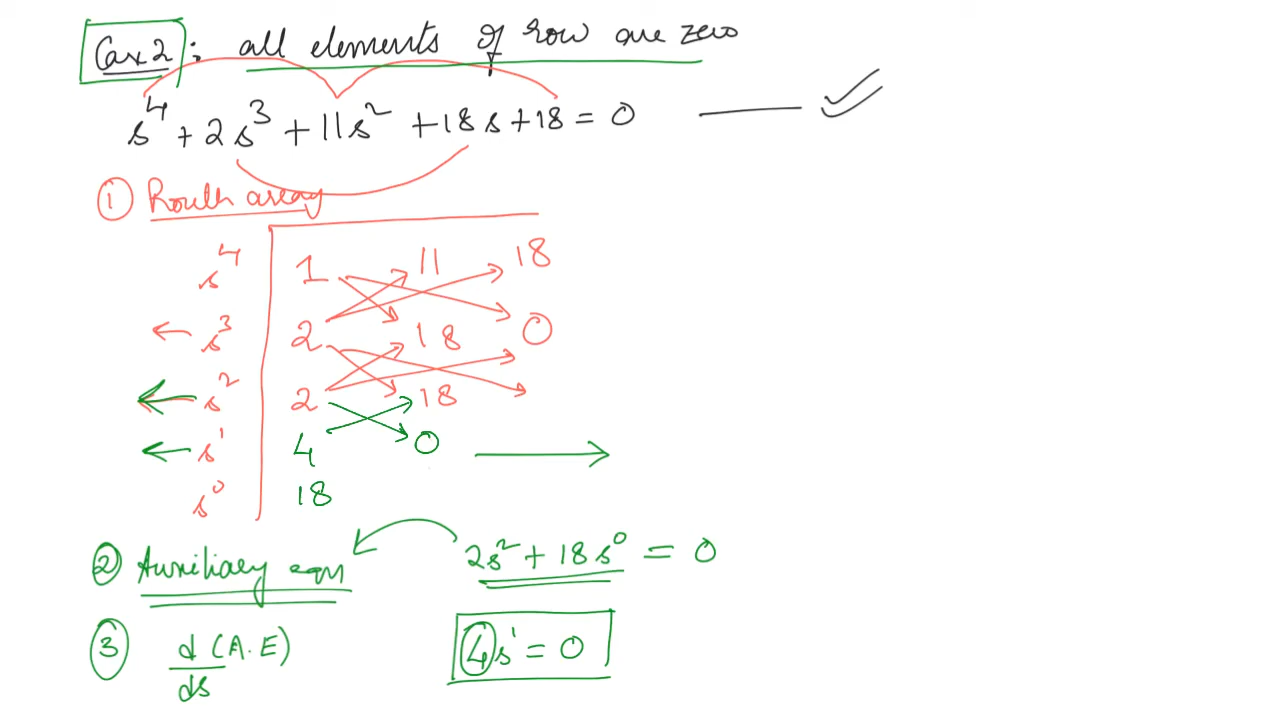 Case 2 : all elements of row are zero
s⁴ + 2s³ + 11s² + 18s + 18 = 0
① Routh array
s⁴ 1 11 18
s³ 2 18 0
s² 2 18
s¹ 4 0
s⁰ 18
② Auxiliary eqn 2s² + 18s⁰ = 0
③ d/ds (A.E) 4s¹ = 0